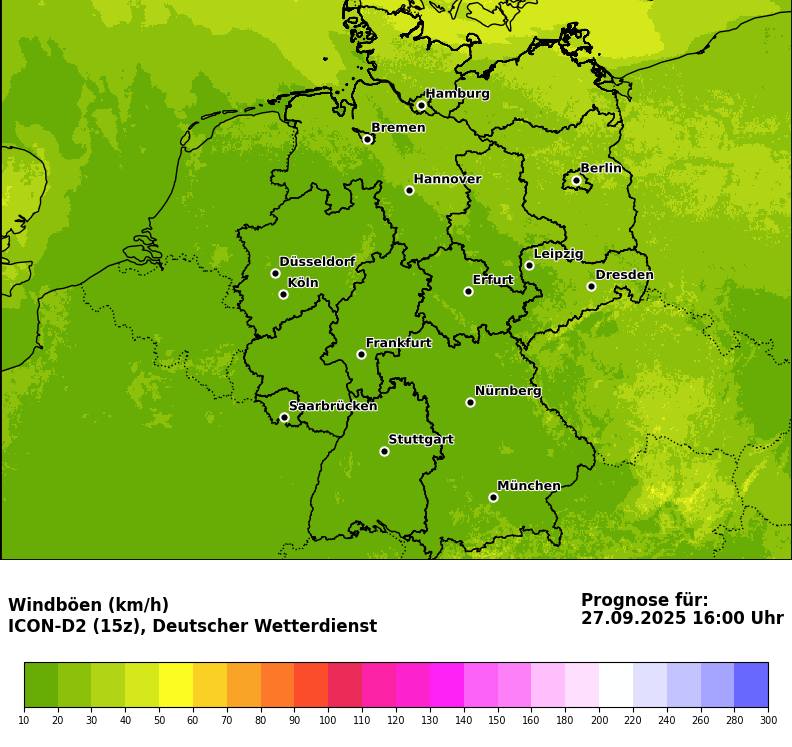 Hamburg
Bremen
Berlin
Hannover
Leipzig
Düsseldorf
Dresden
Erfurt
Köln
Frankfurt
Nürnberg
Saarbrücken
Stuttgart
München
Windböen (km/h)
ICON-D2 (15z), Deutscher Wetterdienst
Prognose für:
27.09.2025 16:00 Uhr
10 20 30 40 50 60 70 80 90 100 110 120 130 140 150 160 180 200 220 240 260 280 300